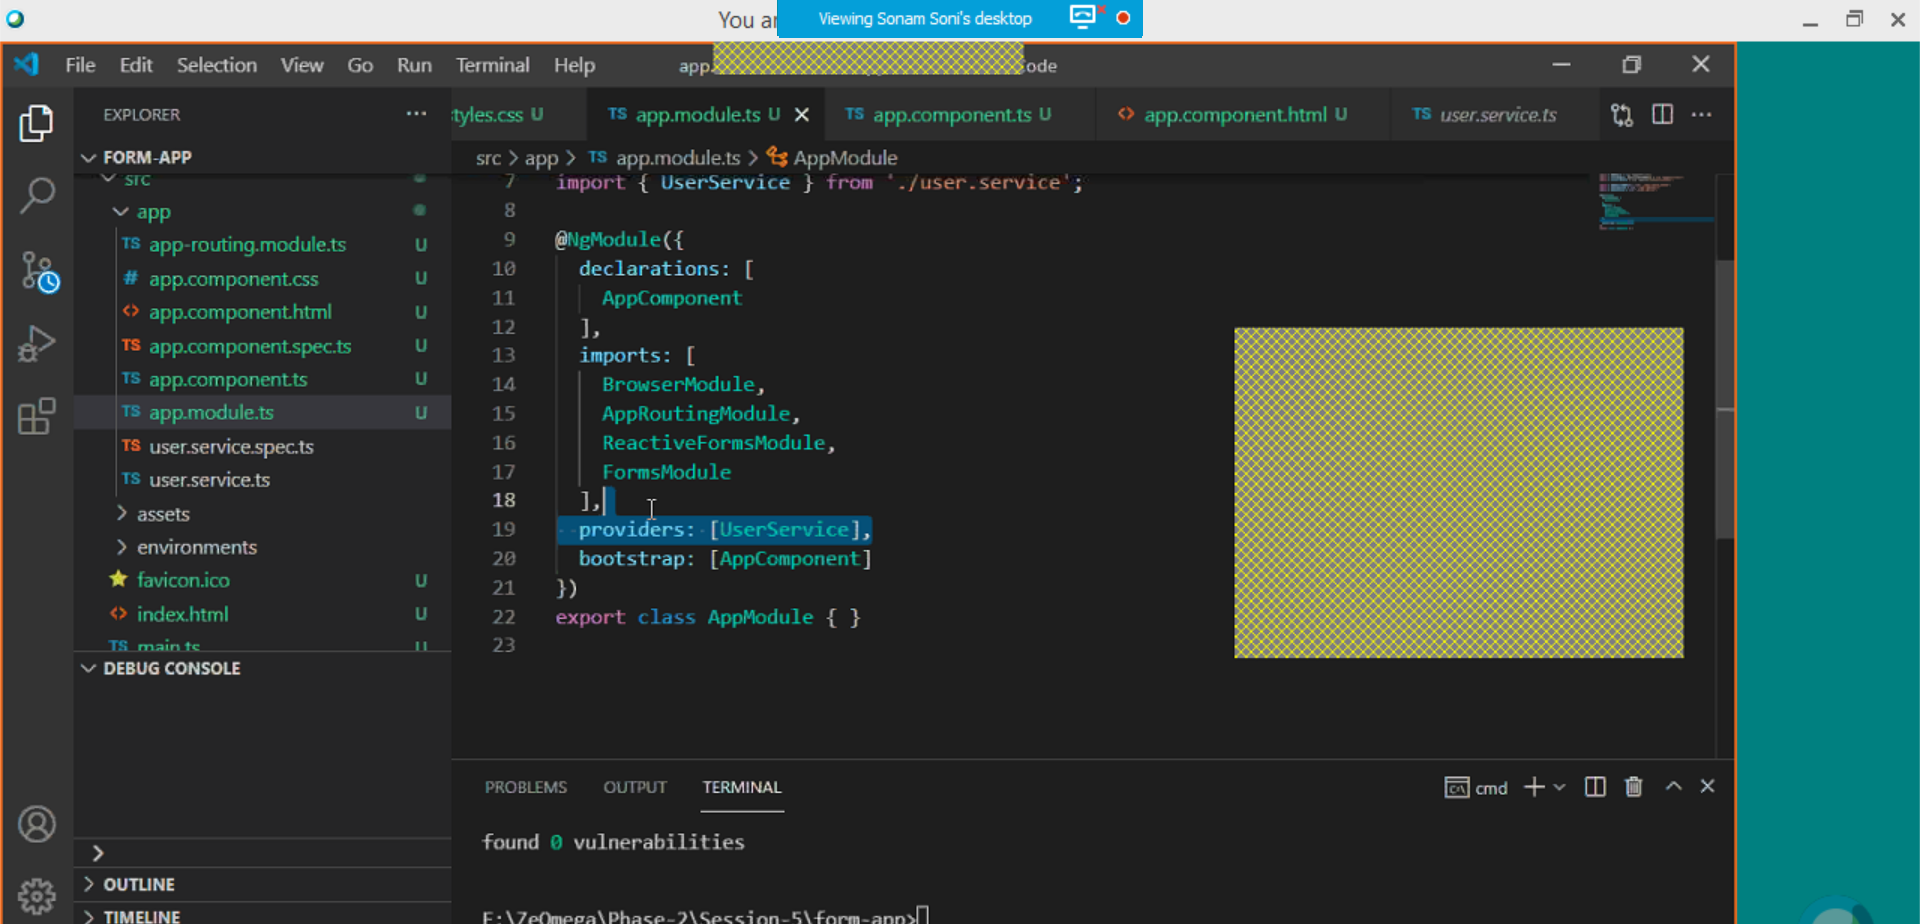 You ar
Viewing Sonam Soni's desktop
File Edit Selection View Go Run Terminal Help
app.
ode
EXPLORER
FORM-APP
src
app
TS app-routing.module.ts U
# app.component.css U
<> app.component.html U
TS app.component.spec.ts U
TS app.component.ts U
TS app.module.ts U
TS user.service.spec.ts
TS user.service.ts
assets
environments
favicon.ico U
<> index.html U
TS main.ts U
DEBUG CONSOLE
OUTLINE
TIMELINE
tyles.css U
TS app.module.ts U
TS app.component.ts U
<> app.component.html U
TS user.service.ts
src > app > TS app.module.ts > AppModule
7 import { UserService } from './user.service';
8
9 @NgModule({
10 declarations: [
11 AppComponent
12 ],
13 imports: [
14 BrowserModule,
15 AppRoutingModule,
16 ReactiveFormsModule,
17 FormsModule
18 ],
19 providers: [UserService],
20 bootstrap: [AppComponent]
21 })
22 export class AppModule { }
23
PROBLEMS OUTPUT TERMINAL
cmd
found 0 vulnerabilities
F:\ZeOmega\Phase-2\Session-5\form-app>